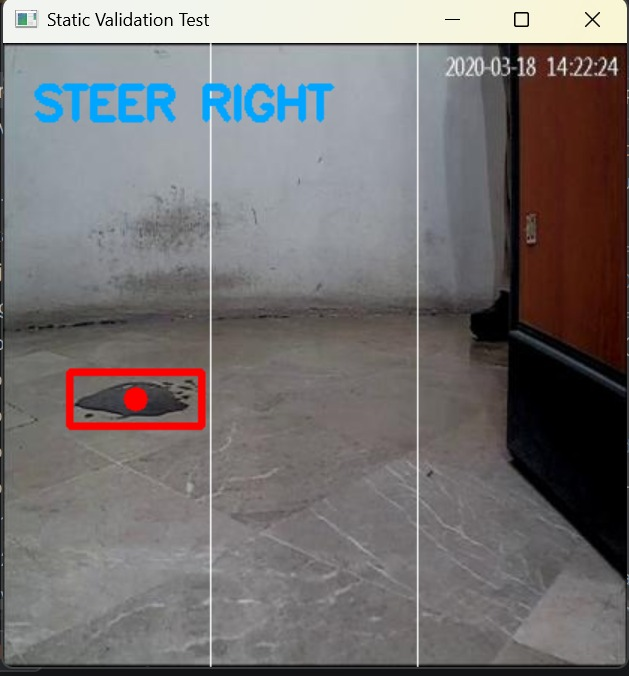 Static Validation Test
2020-03-18 14:22:24
STEER RIGHT